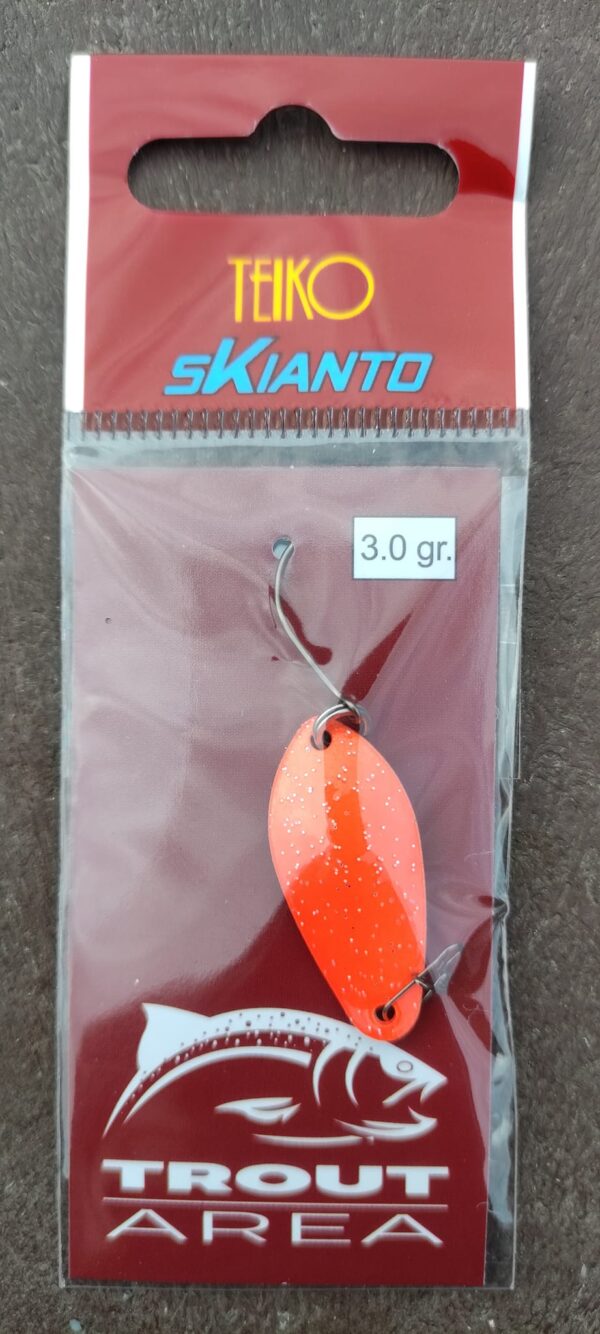 TEIKO
SKIANTO
3.0 gr.
TROUT
AREA